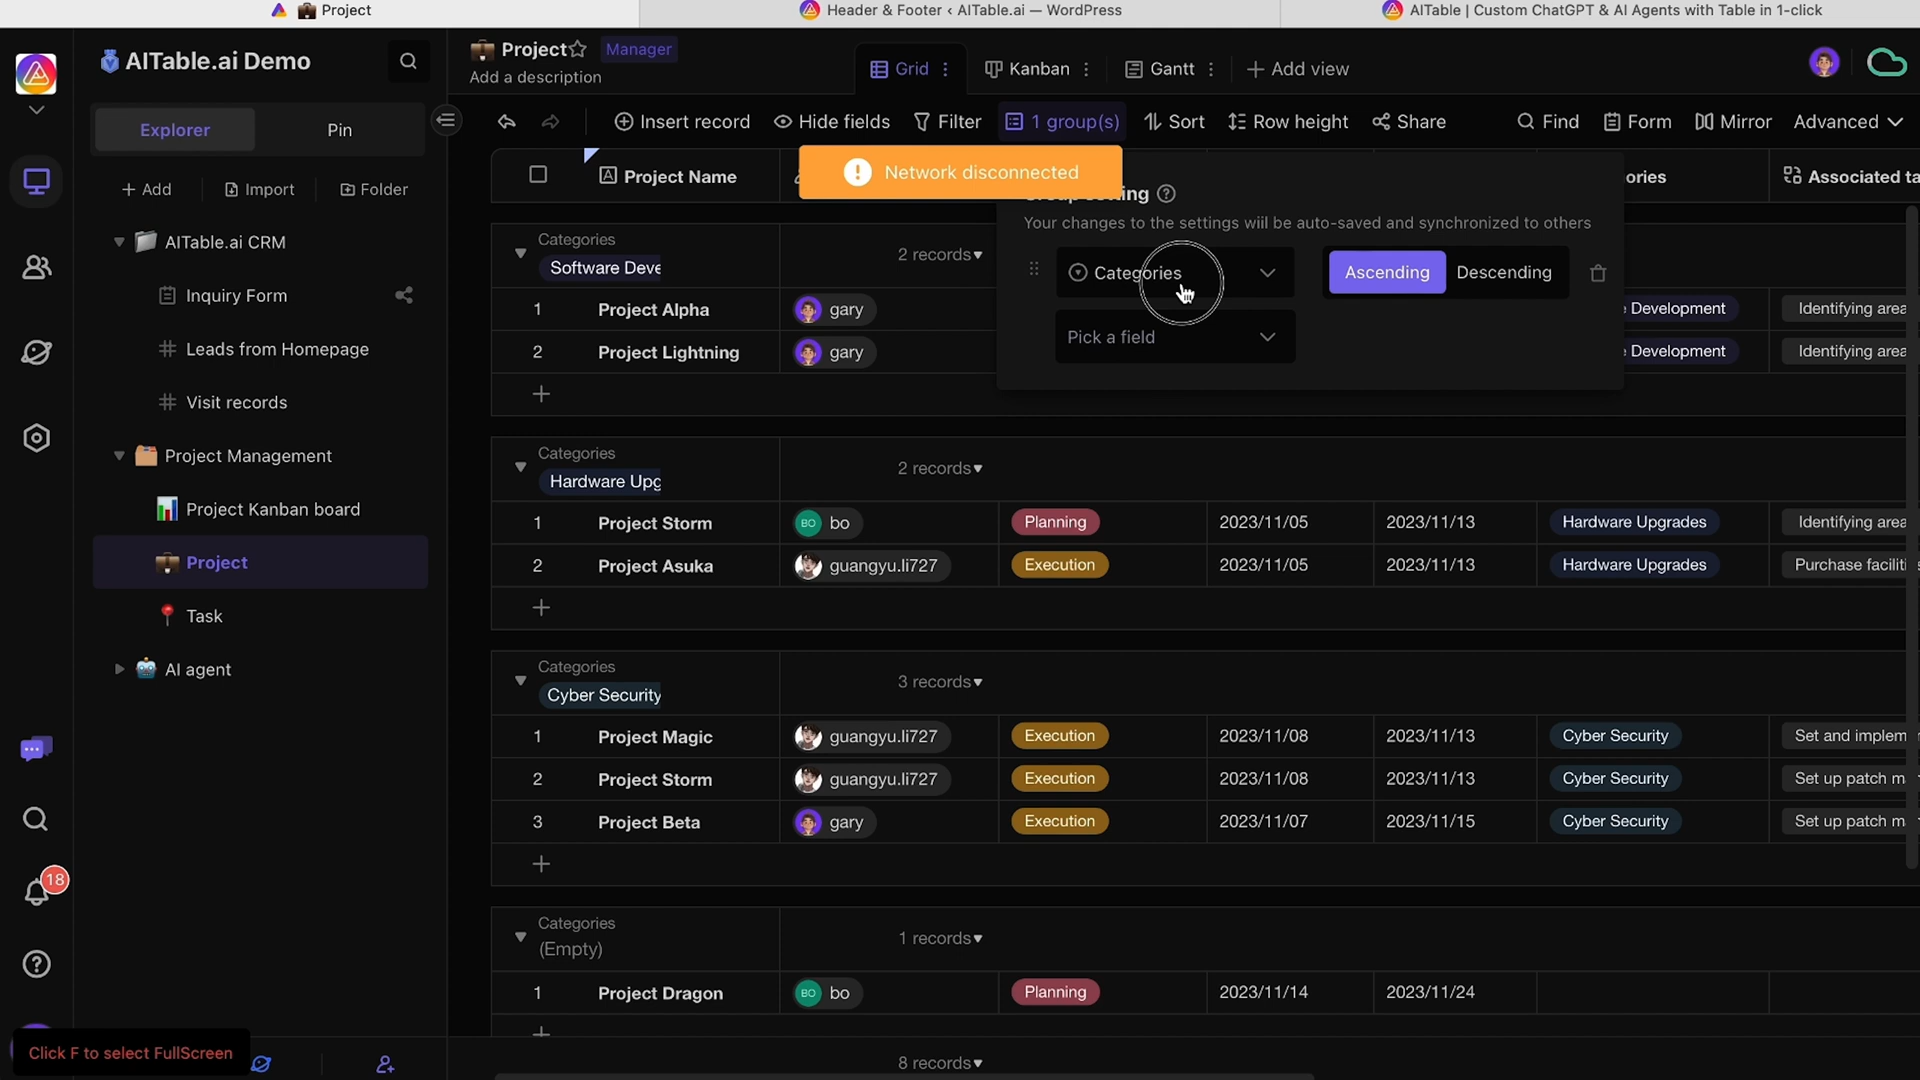 Project
Header & Footer ‹ AITable.ai — WordPress
AITable | Custom ChatGPT & AI Agents with Table in 1-click
AITable.ai Demo
Explorer
Pin
Add
Import
Folder
AITable.ai CRM
Inquiry Form
Leads from Homepage
Visit records
Project Management
Project Kanban board
Project
Task
AI agent
18
Click F to select FullScreen
Project
Manager
Add a description
Grid
Kanban
Gantt
Add view
Insert record
Hide fields
Filter
1 group(s)
Sort
Row height
Share
Find
Form
Mirror
Advanced
Network disconnected
Your changes to the settings wiil be auto-saved and synchronized to others
Categories
Ascending
Descending
Pick a field
Project Name
ories
Associated ta
Categories
Software Deve
2 records
1 Project Alpha gary Development Identifying area
2 Project Lightning gary Development Identifying area
Categories
Hardware Upg
2 records
1 Project Storm BO bo Planning 2023/11/05 2023/11/13 Hardware Upgrades Identifying area
2 Project Asuka guangyu.li727 Execution 2023/11/05 2023/11/13 Hardware Upgrades Purchase faciliti
Categories
Cyber Security
3 records
1 Project Magic guangyu.li727 Execution 2023/11/08 2023/11/13 Cyber Security Set and implem
2 Project Storm guangyu.li727 Execution 2023/11/08 2023/11/13 Cyber Security Set up patch m
3 Project Beta gary Execution 2023/11/07 2023/11/15 Cyber Security Set up patch m
Categories
(Empty)
1 records
1 Project Dragon BO bo Planning 2023/11/14 2023/11/24
8 records